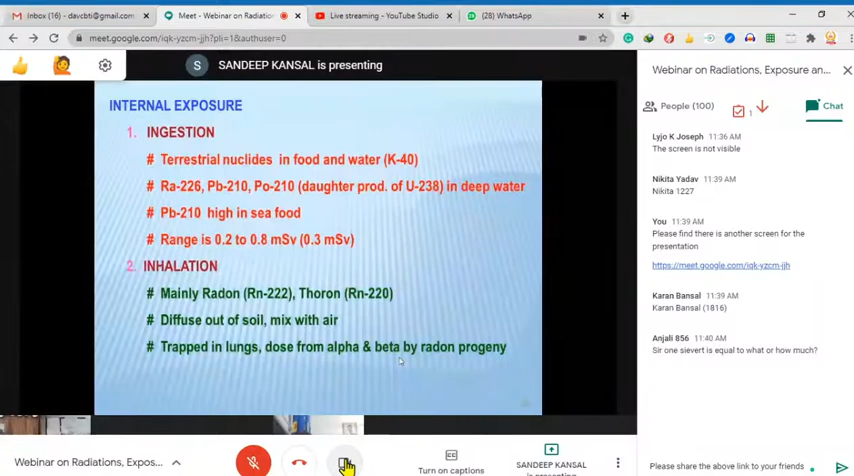 Inbox (16) - davcbti@gmail.com
Meet - Webinar on Radiation
Live streaming - YouTube Studio
(28) WhatsApp
meet.google.com/iqk-yzcm-jjh?pli=1&authuser=0
S SANDEEP KANSAL is presenting
INTERNAL EXPOSURE
1. INGESTION
# Terrestrial nuclides in food and water (K-40)
# Ra-226, Pb-210, Po-210 (daughter prod. of U-238) in deep water
# Pb-210 high in sea food
# Range is 0.2 to 0.8 mSv (0.3 mSv)
2. INHALATION
# Mainly Radon (Rn-222), Thoron (Rn-220)
# Diffuse out of soil, mix with air
# Trapped in lungs, dose from alpha & beta by radon progeny
Webinar on Radiations, Expos...
Turn on captions
SANDEEP KANSAL
is presenting
Webinar on Radiations, Exposure an...
People (100)
1
Chat
Lyjo K Joseph 11:36 AM
The screen is not visible
Nikita Yadav 11:39 AM
Nikita 1227
You 11:39 AM
Please find there is another screen for the
presentation
https://meet.google.com/iqk-yzcm-jjh
Karan Bansal 11:39 AM
Karan Bansal (1816)
Anjali 856 11:40 AM
Sir one sievert is equal to what or how much?
Please share the above link to your friends